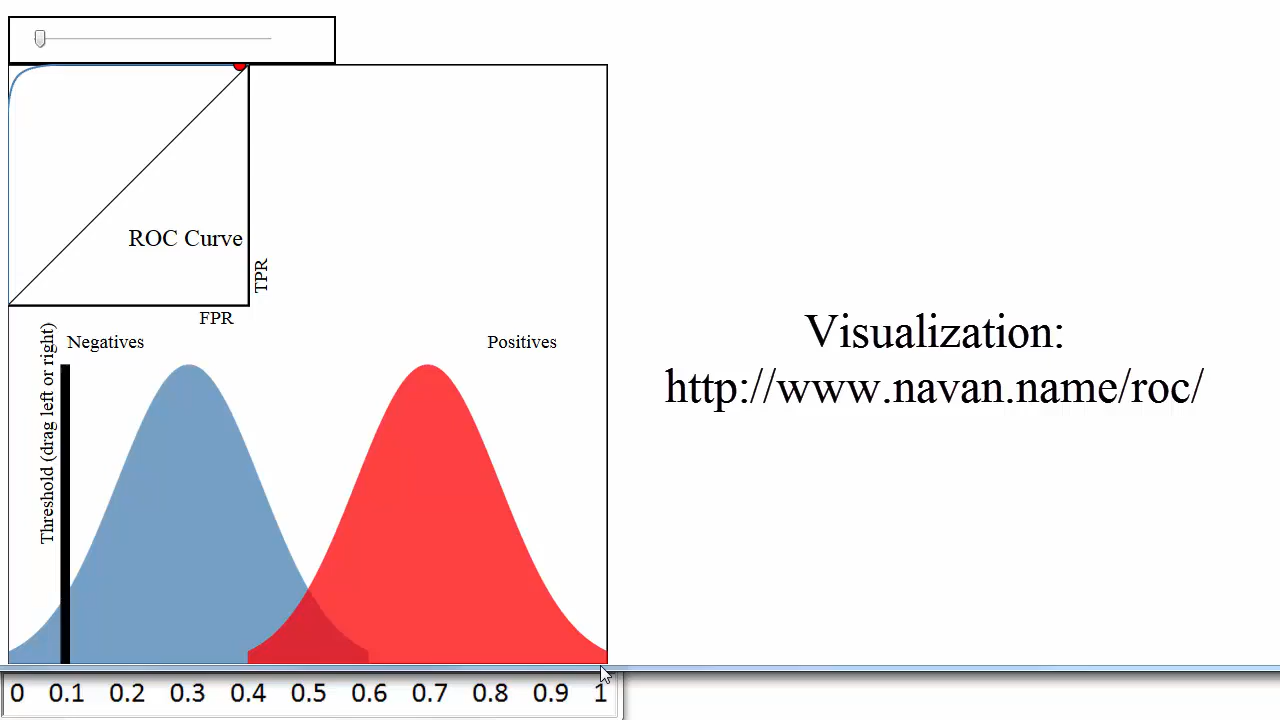 ROC Curve
TPR
FPR
Threshold (drag left or right)
Negatives
Positives
Visualization:
http://www.navan.name/roc/
0 0.1 0.2 0.3 0.4 0.5 0.6 0.7 0.8 0.9 1